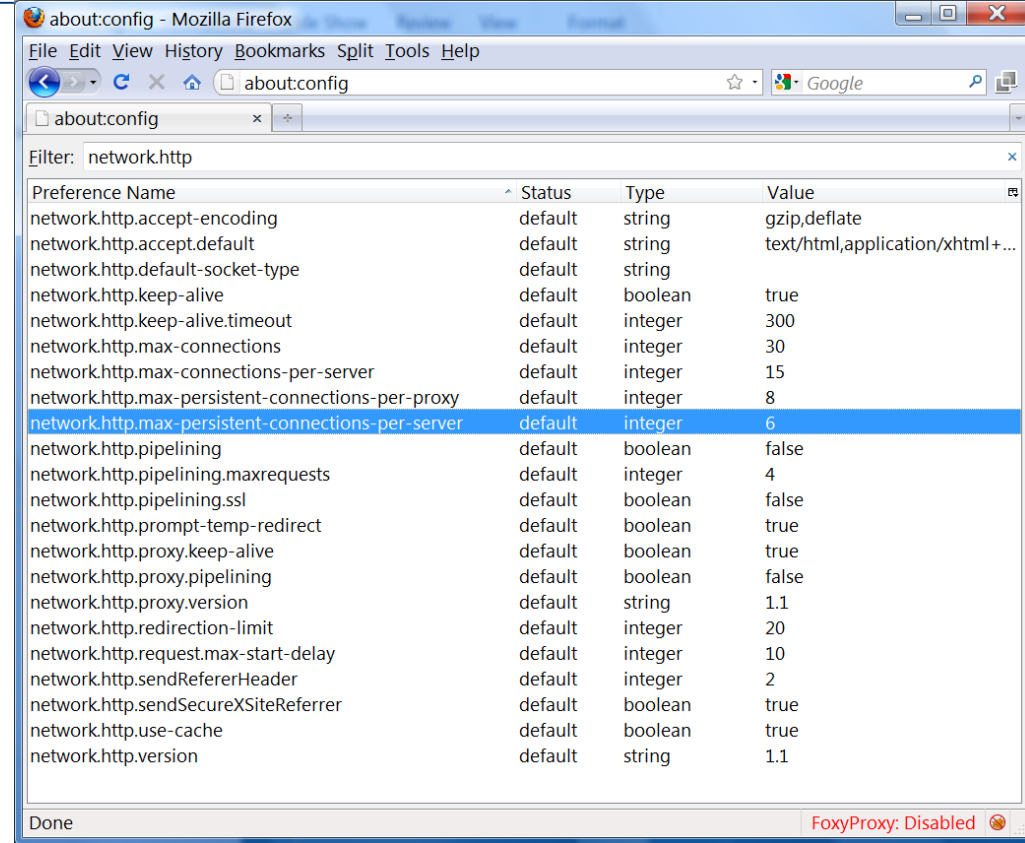 de Show Review View Format
about:config - Mozilla Firefox
File Edit View History Bookmarks Split Tools Help
about:config Google
about:config
Filter: network.http
Preference Name Status Type Value
network.http.accept-encoding default string gzip,deflate
network.http.accept.default default string text/html,application/xhtml+...
network.http.default-socket-type default string
network.http.keep-alive default boolean true
network.http.keep-alive.timeout default integer 300
network.http.max-connections default integer 30
network.http.max-connections-per-server default integer 15
network.http.max-persistent-connections-per-proxy default integer 8
network.http.max-persistent-connections-per-server default integer 6
network.http.pipelining default boolean false
network.http.pipelining.maxrequests default integer 4
network.http.pipelining.ssl default boolean false
network.http.prompt-temp-redirect default boolean true
network.http.proxy.keep-alive default boolean true
network.http.proxy.pipelining default boolean false
network.http.proxy.version default string 1.1
network.http.redirection-limit default integer 20
network.http.request.max-start-delay default integer 10
network.http.sendRefererHeader default integer 2
network.http.sendSecureXSiteReferrer default boolean true
network.http.use-cache default boolean true
network.http.version default string 1.1
Done FoxyProxy: Disabled